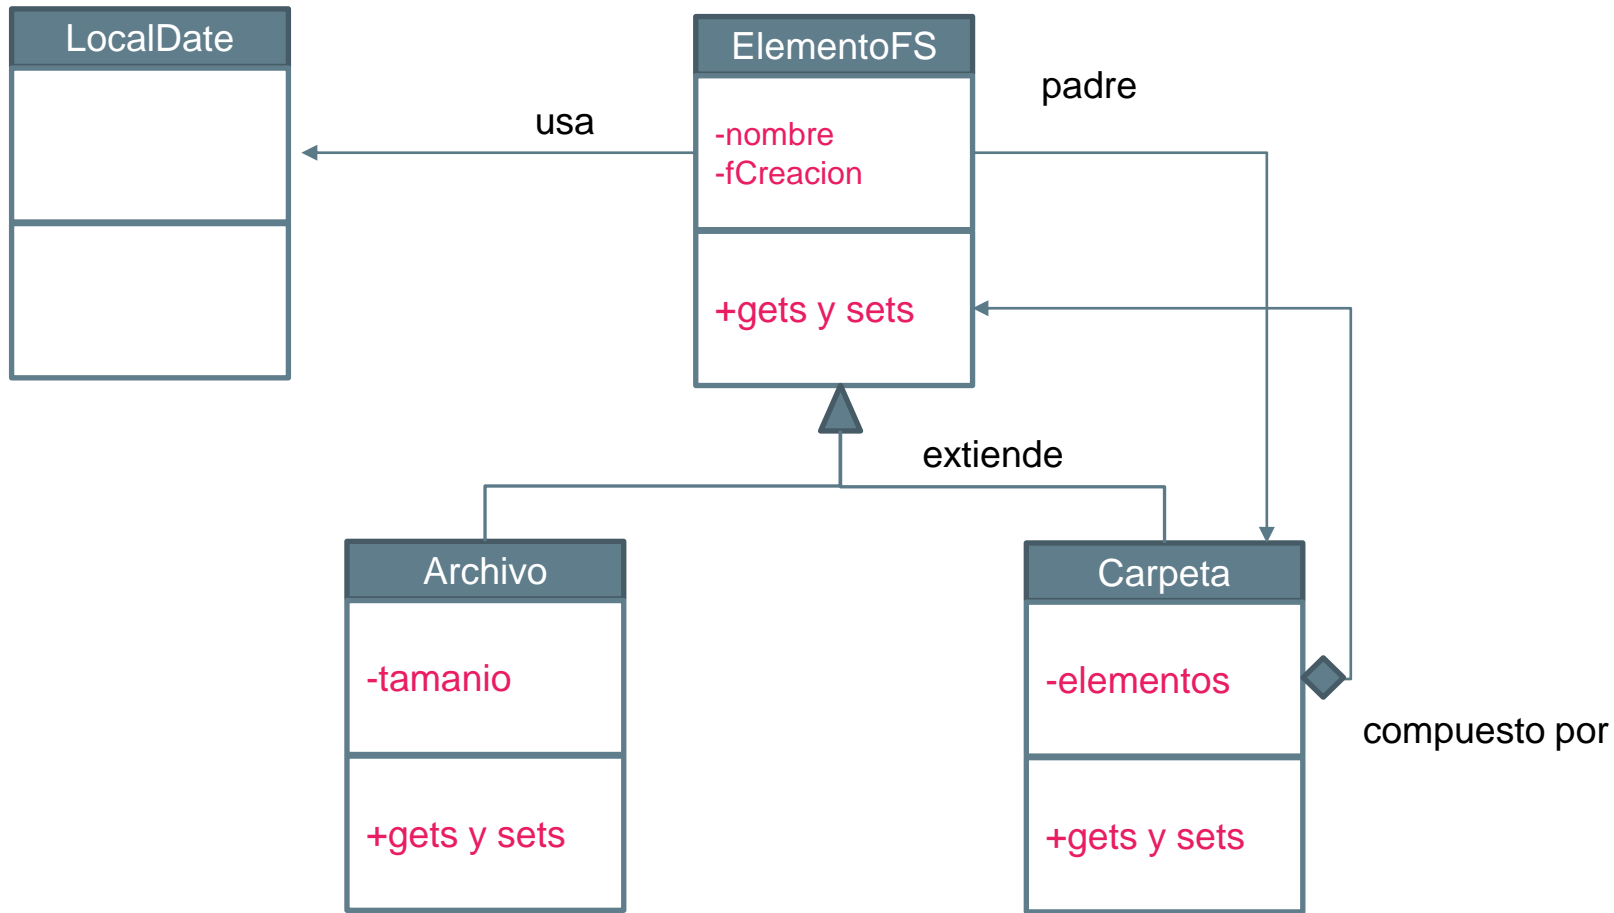 LocalDate
ElementoFS
padre
usa
-nombre
-fCreacion
+gets y sets
extiende
Archivo
Carpeta
-tamanio
-elementos
compuesto por
+gets y sets
+gets y sets